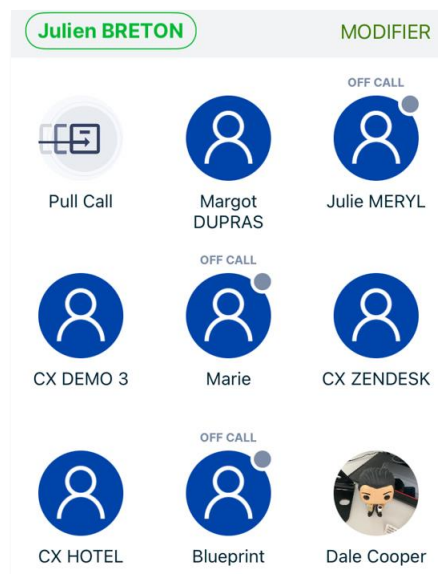 Julien BRETON MODIFIER
OFF CALL
Pull Call Margot DUPRAS Julie MERYL
OFF CALL
CX DEMO 3 Marie CX ZENDESK
OFF CALL
CX HOTEL Blueprint Dale Cooper